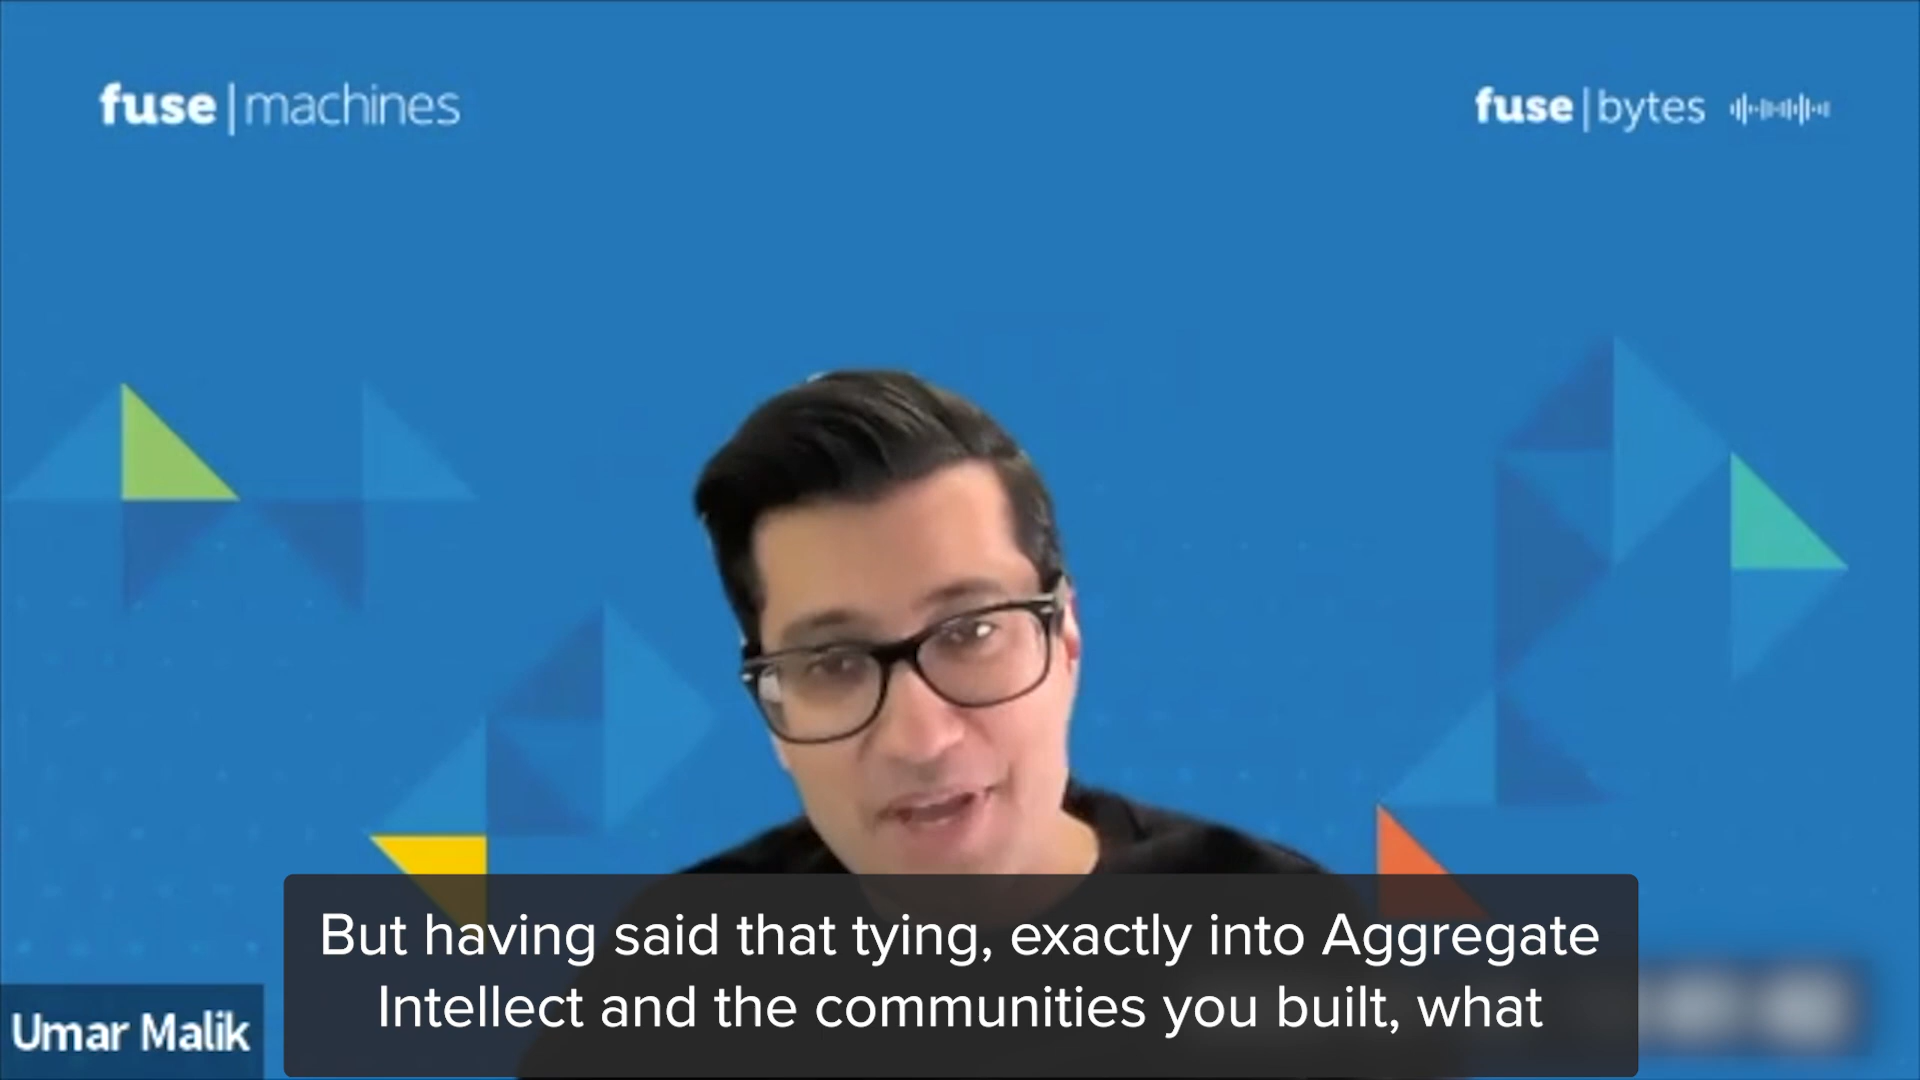 fuse|machines
fuse|bytes
But having said that tying, exactly into Aggregate
Intellect and the communities you built, what
Umar Malik